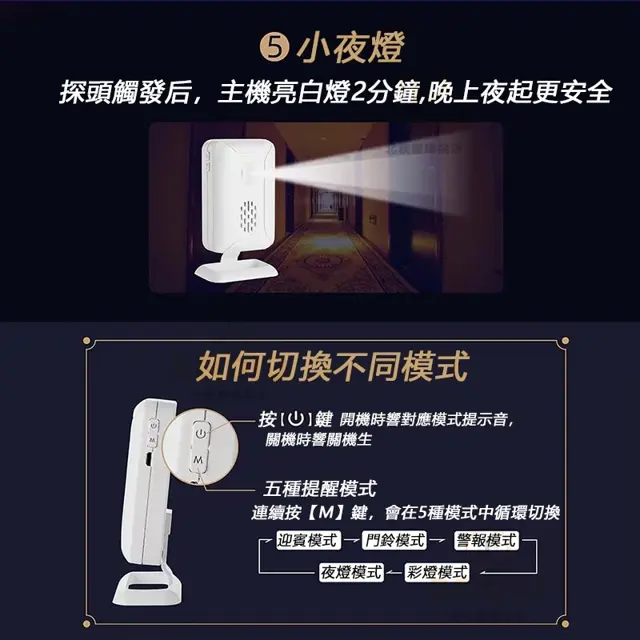 5 小夜燈
探頭觸發后，主機亮白燈2分鐘,晚上夜起更安全
如何切換不同模式
按【⏻】鍵 開機時響對應模式提示音，
關機時響關機生
M
五種提醒模式
連續按【M】鍵，會在5種模式中循環切換
迎賓模式 門鈴模式 警報模式
夜燈模式 彩燈模式